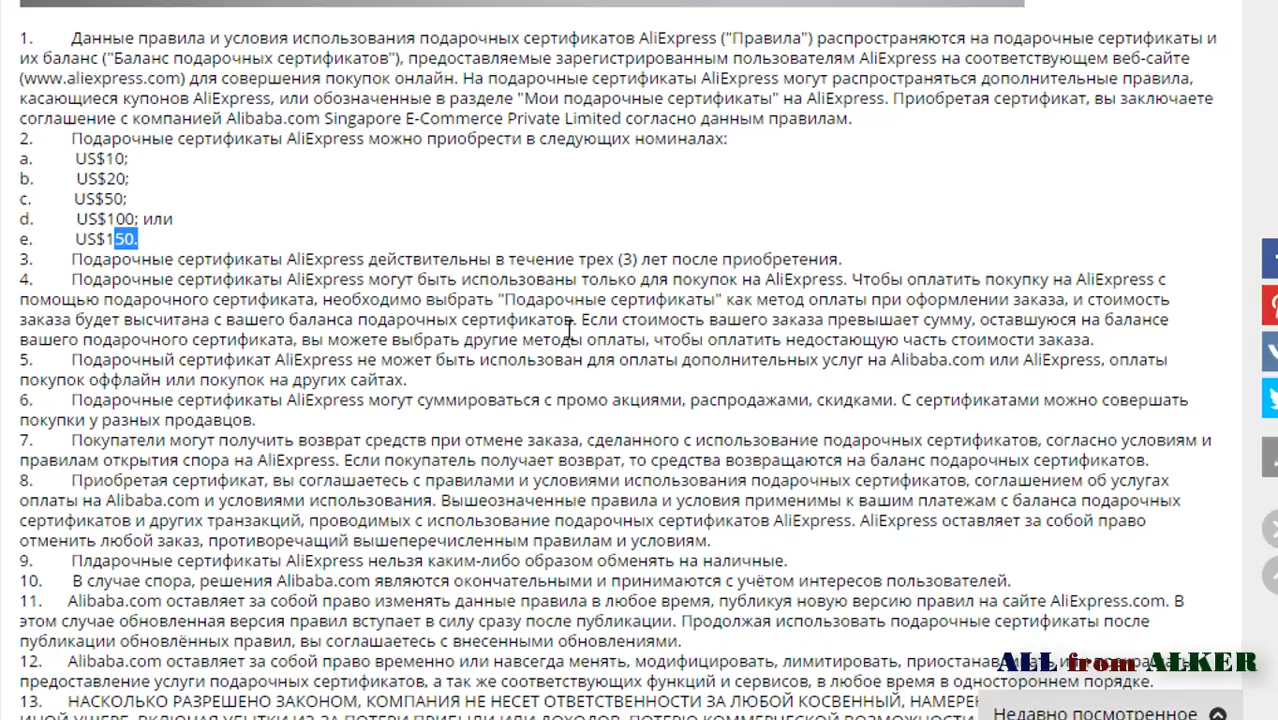 1. Данные правила и условия использования подарочных сертификатов AliExpress ("Правила") распространяются на подарочные сертификаты и
их баланс ("Баланс подарочных сертификатов"), предоставляемые зарегистрированным пользователям AliExpress на соответствующем веб-сайте
(www.aliexpress.com) для совершения покупок онлайн. На подарочные сертификаты AliExpress могут распространяться дополнительные правила,
касающиеся купонов AliExpress, или обозначенные в разделе "Мои подарочные сертификаты" на AliExpress. Приобретая сертификат, вы заключаете
соглашение с компанией Alibaba.com Singapore E-Commerce Private Limited согласно данным правилам.
2. Подарочные сертификаты AliExpress можно приобрести в следующих номиналах:
a. US$10;
b. US$20;
c. US$50;
d. US$100; или
e. US$150.
3. Подарочные сертификаты AliExpress действительны в течение трех (3) лет после приобретения.
4. Подарочные сертификаты AliExpress могут быть использованы только для покупок на AliExpress. Чтобы оплатить покупку на AliExpress с
помощью подарочного сертификата, необходимо выбрать "Подарочные сертификаты" как метод оплаты при оформлении заказа, и стоимость
заказа будет высчитана с вашего баланса подарочных сертификатов. Если стоимость вашего заказа превышает сумму, оставшуюся на балансе
вашего подарочного сертификата, вы можете выбрать другие методы оплаты, чтобы оплатить недостающую часть стоимости заказа.
5. Подарочный сертификат AliExpress не может быть использован для оплаты дополнительных услуг на Alibaba.com или AliExpress, оплаты
покупок оффлайн или покупок на других сайтах.
6. Подарочные сертификаты AliExpress могут суммироваться с промо акциями, распродажами, скидками. С сертификатами можно совершать
покупки у разных продавцов.
7. Покупатели могут получить возврат средств при отмене заказа, сделанного с использование подарочных сертификатов, согласно условиям и
правилам открытия спора на AliExpress. Если покупатель получает возврат, то средства возвращаются на баланс подарочных сертификатов.
8. Приобретая сертификат, вы соглашаетесь с правилами и условиями использования подарочных сертификатов, соглашением об услугах
оплаты на Alibaba.com и условиями использования. Вышеозначенные правила и условия применимы к вашим платежам с баланса подарочных
сертификатов и других транзакций, проводимых с использование подарочных сертификатов AliExpress. AliExpress оставляет за собой право
отменить любой заказ, противоречащий вышеперечисленным правилам и условиям.
9. Плдарочные сертификаты AliExpress нельзя каким-либо образом обменять на наличные.
10. В случае спора, решения Alibaba.com являются окончательными и принимаются с учётом интересов пользователей.
11. Alibaba.com оставляет за собой право изменять данные правила в любое время, публикуя новую версию правил на сайте AliExpress.com. В
этом случае обновленная версия правил вступает в силу сразу после публикации. Продолжая использовать подарочные сертификаты после
публикации обновлённых правил, вы соглашаетесь с внесенными обновлениями.
12. Alibaba.com оставляет за собой право временно или навсегда менять, модифицировать, лимитировать,
ALL from ALKER
предоставление услуги подарочных сертификатов, а так же соответствующих функций и сервисов, в любое время в одностороннем порядке.
13. НАСКОЛЬКО РАЗРЕШЕНО ЗАКОНОМ, КОМПАНИЯ НЕ НЕСЕТ ОТВЕТСТВЕННОСТИ ЗА ЛЮБОЙ КОСВЕННЫЙ,
Недавно посмотренное